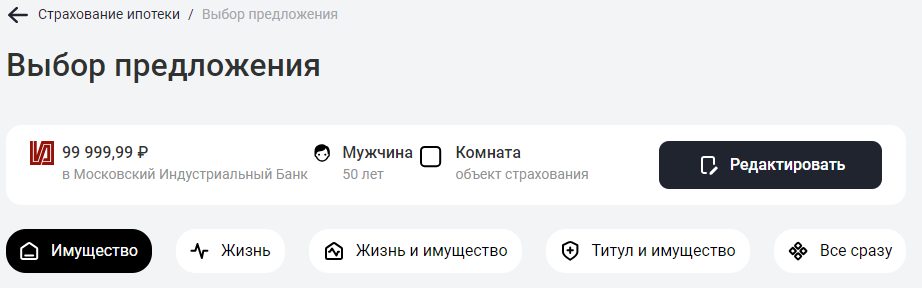 Страхование ипотеки / Выбор предложения
Выбор предложения
99 999,99 ₽ Мужчина Комната Редактировать
в Московский Индустриальный Банк 50 лет объект страхования
Имущество Жизнь Жизнь и имущество Титул и имущество Все сразу